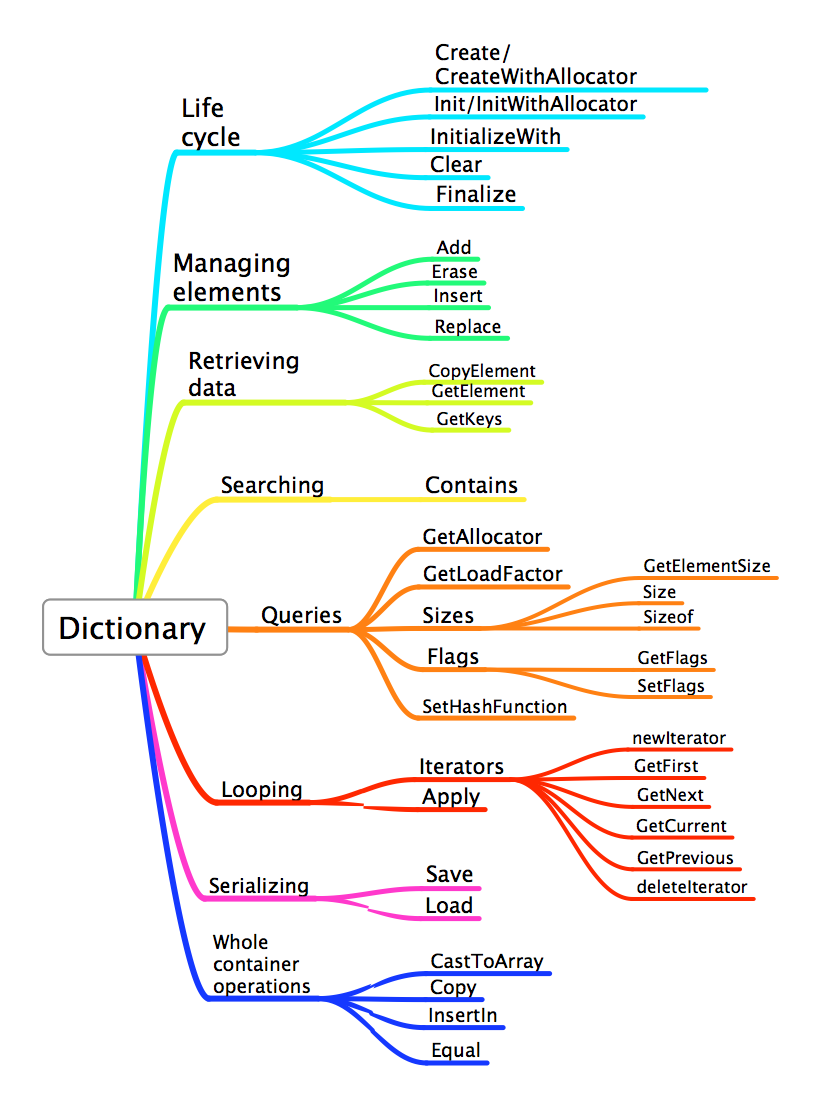 Create/
CreateWithAllocator
Init/InitWithAllocator
Life
cycle
InitializeWith
Clear
Finalize
Managing
elements
Add
Erase
Insert
Replace
Retrieving
data
CopyElement
GetElement
GetKeys
Searching
Contains
Dictionary
Queries
GetAllocator
GetLoadFactor
Sizes
GetElementSize
Size
Sizeof
Flags
GetFlags
SetFlags
SetHashFunction
Looping
Iterators
newIterator
GetFirst
GetNext
GetCurrent
GetPrevious
deleteIterator
Apply
Serializing
Save
Load
Whole
container
operations
CastToArray
Copy
InsertIn
Equal